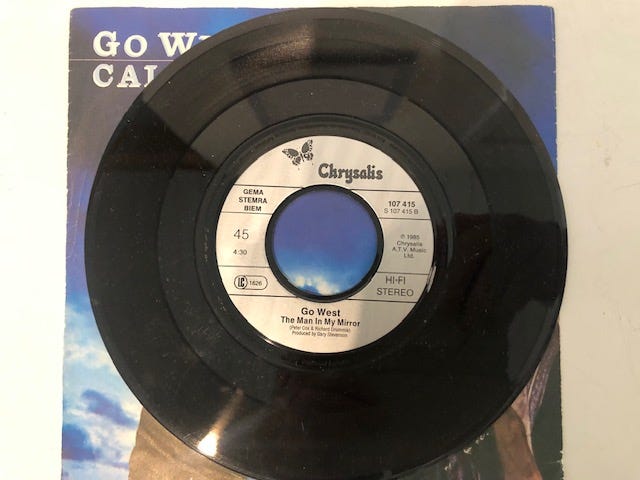 GO WE
CAL
Chrysalis
GEMA
STEMRA
BIEM
107 415
S 107 415 B
45
4:30
℗ 1985
Chrysalis
A.T.V. Music
Ltd.
LC 1626
HI-FI
STEREO
Go West
The Man In My Mirror
(Peter Cox & Richard Drummie)
Produced by Gary Stevenson